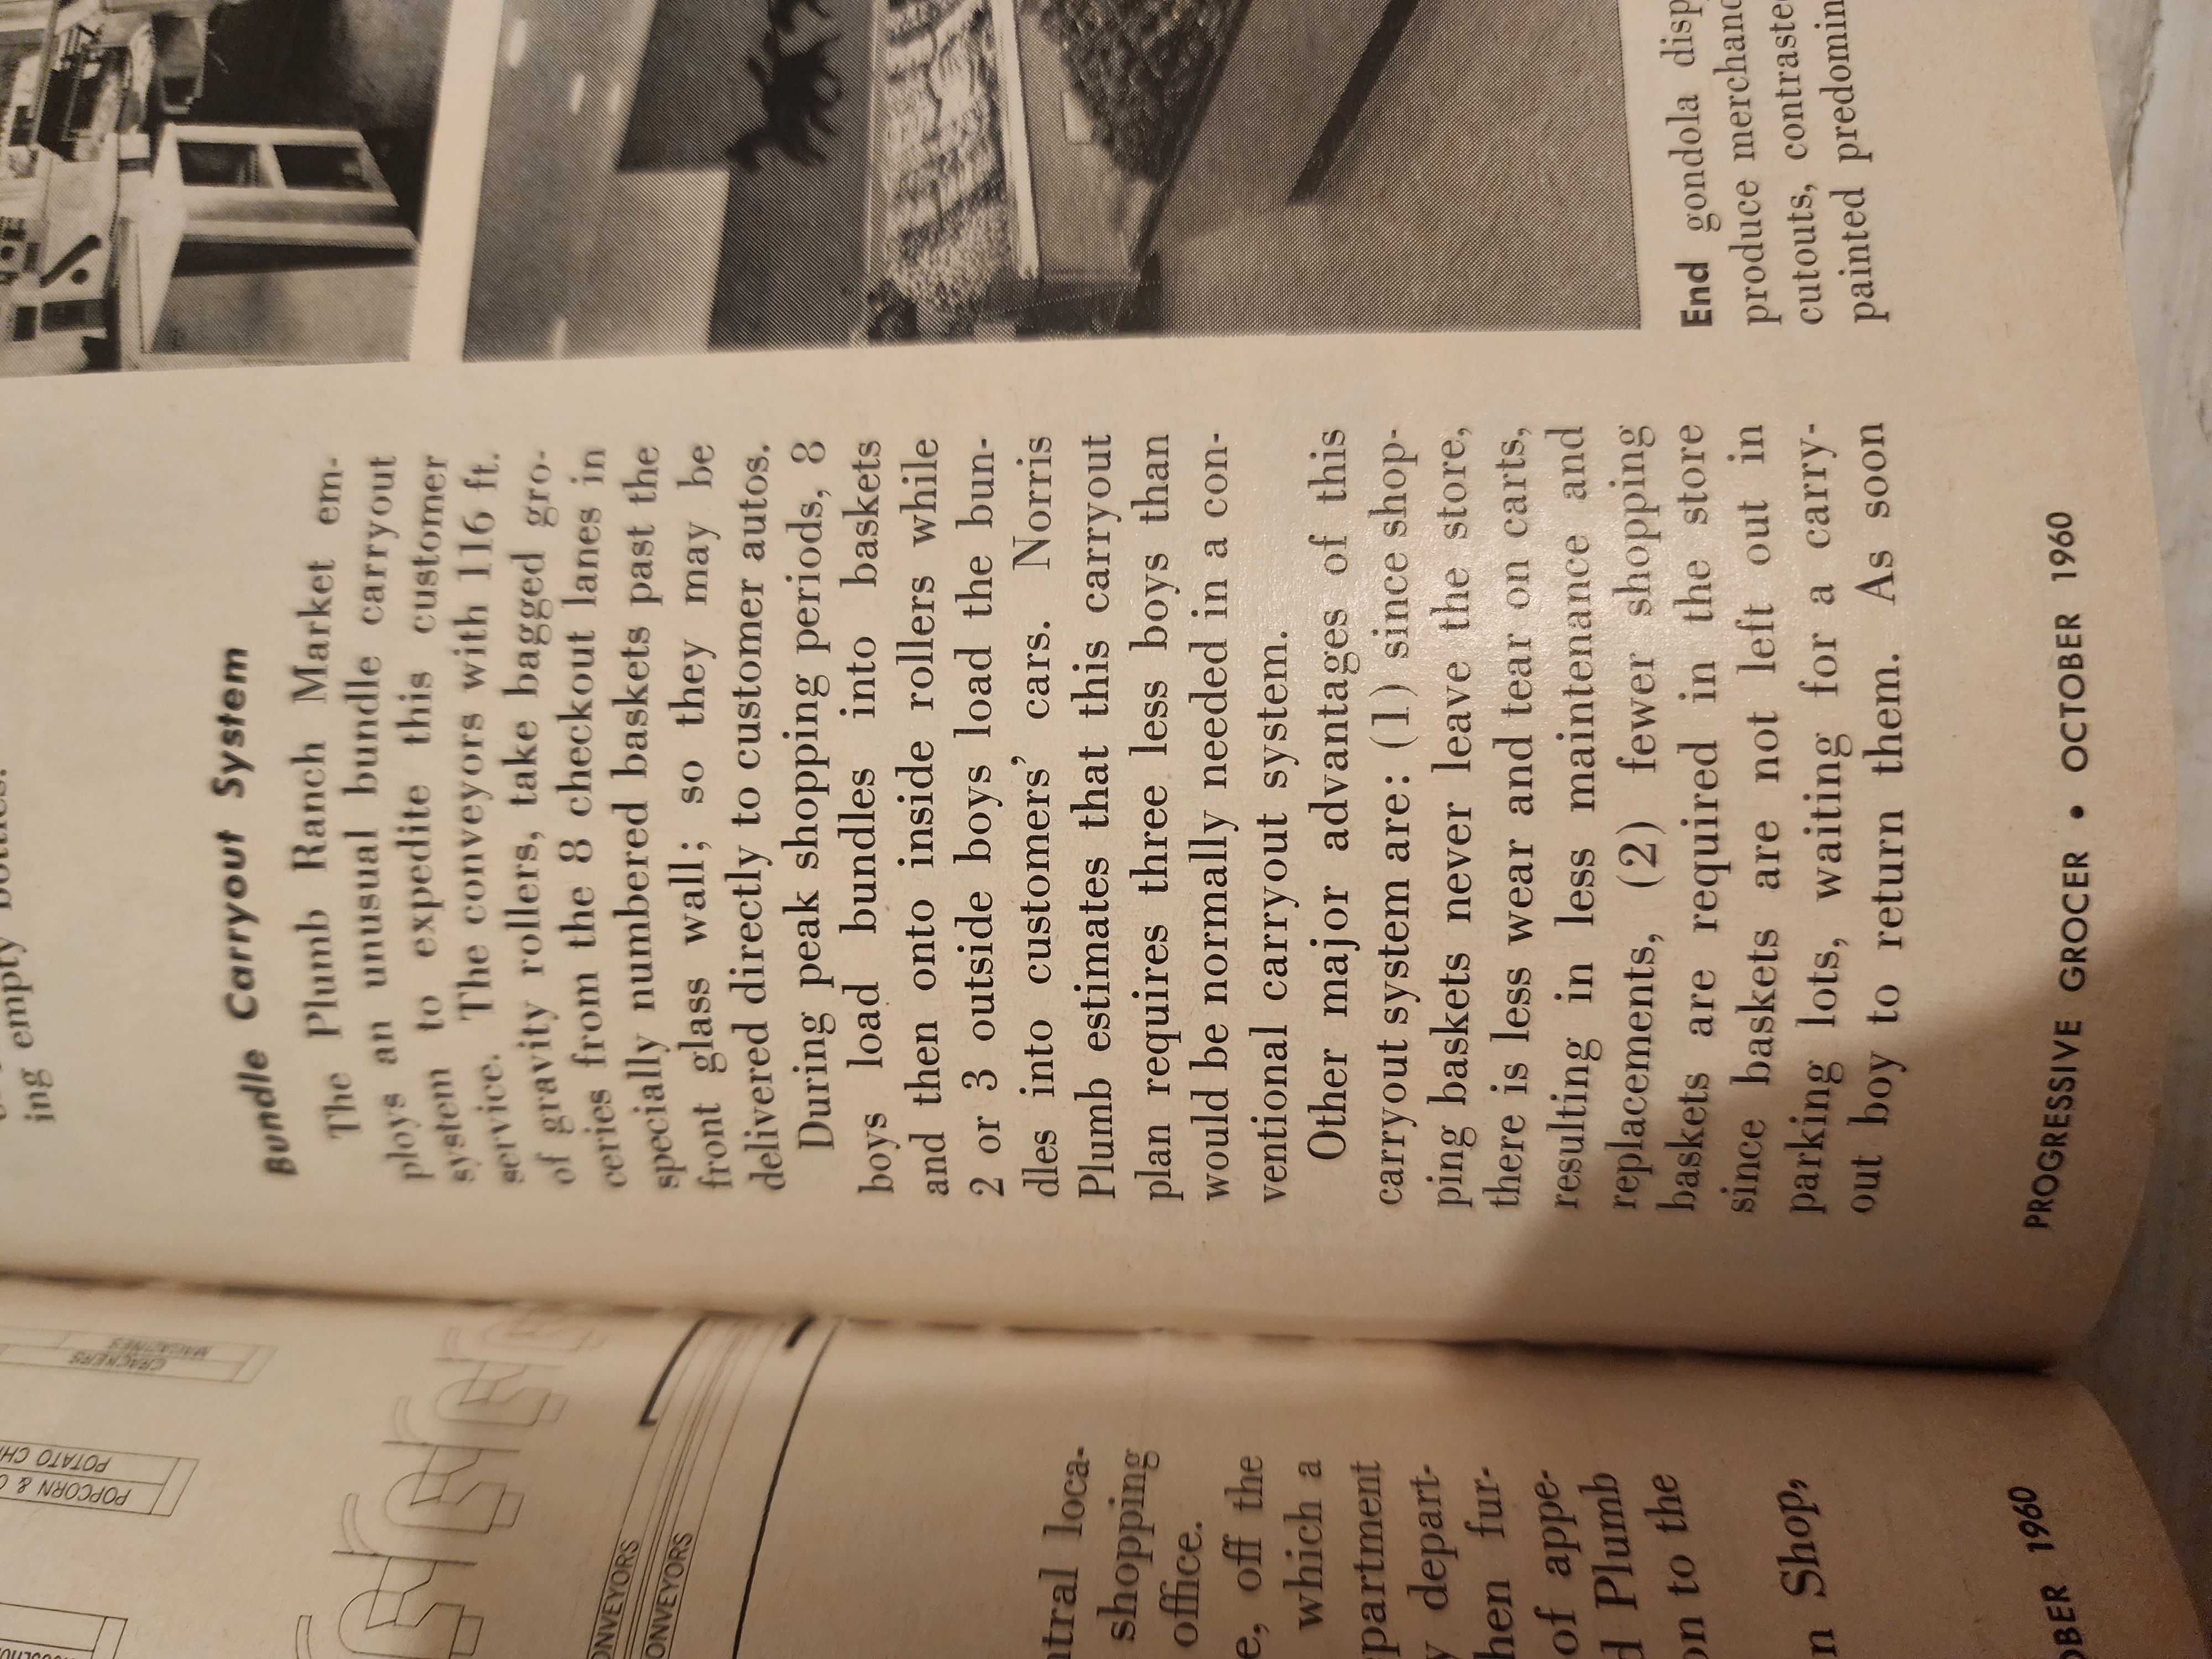 ing empty bottles.
Bundle Carryout System
The Plumb Ranch Market em-
ploys an unusual bundle carryout
system to expedite this customer
service. The conveyors with 116 ft.
of gravity rollers, take bagged gro-
ceries from the 8 checkout lanes in
specially numbered baskets past the
front glass wall; so they may be
delivered directly to customer autos.
During peak shopping periods, 8
boys load bundles into baskets
and then onto inside rollers while
2 or 3 outside boys load the bun-
dles into customers' cars. Norris
Plumb estimates that this carryout
plan requires three less boys than
would be normally needed in a con-
ventional carryout system.
Other major advantages of this
carryout system are: (1) since shop-
ping baskets never leave the store,
there is less wear and tear on carts,
resulting in less maintenance and
replacements, (2) fewer shopping
baskets are required in the store
since baskets are not left out in
parking lots, waiting for a carry-
out boy to return them. As soon
PROGRESSIVE GROCER • OCTOBER 1960
End gondola disp
produce merchand
cutouts, contraste
painted predomin
MAGAZINES
CRACKERS
POTATO CH
POPCORN &
ONVEYORS
ONVEYORS
ntral loca-
shopping
office.
e, off the
which a
partment
y depart-
hen fur-
of appe-
d Plumb
on to the
n Shop,
OBER 1960